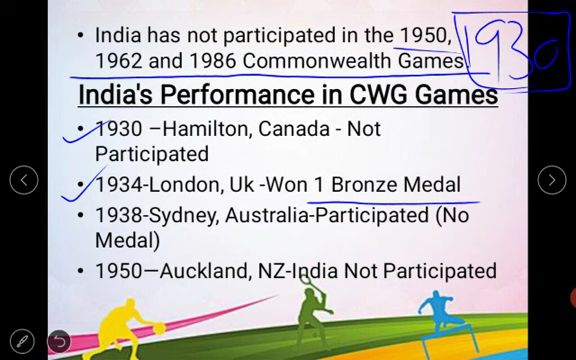 • India has not participated in the 1950, 1930
1962 and 1986 Commonwealth Games.
India's Performance in CWG Games
• 1930 –Hamilton, Canada - Not
Participated
• 1934-London, Uk -Won 1 Bronze Medal
• 1938-Sydney, Australia-Participated (No
Medal)
• 1950—Auckland, NZ-India Not Participated